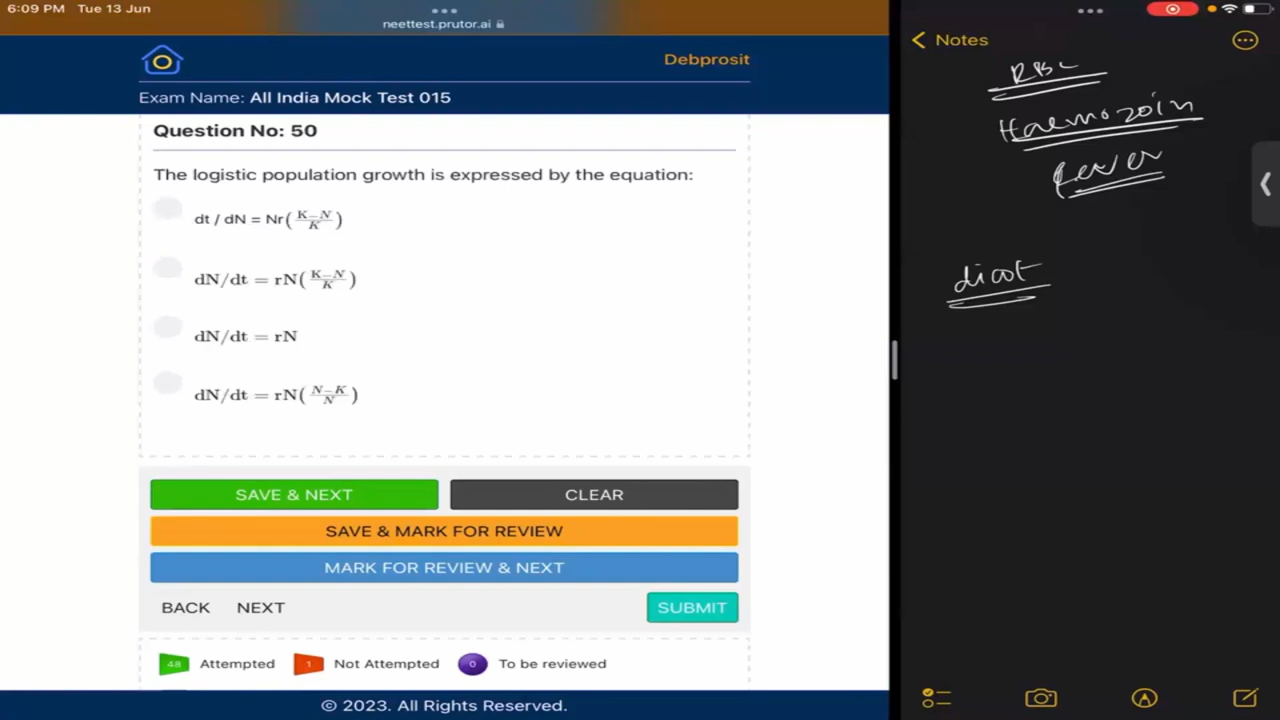 6:09 PM Tue 13 Jun
neettest.prutor.ai
Debprosit
Exam Name: All India Mock Test 015
Question No: 50
The logistic population growth is expressed by the equation:
dt / dN = Nr(K−N/K)
dN/dt = rN(K−N/K)
dN/dt = rN
dN/dt = rN(N−K/N)
SAVE & NEXT
CLEAR
SAVE & MARK FOR REVIEW
MARK FOR REVIEW & NEXT
BACK NEXT
SUBMIT
48 Attempted 1 Not Attempted 0 To be reviewed
© 2023. All Rights Reserved.
Notes
RBC
Haemozoin
fever
dicot